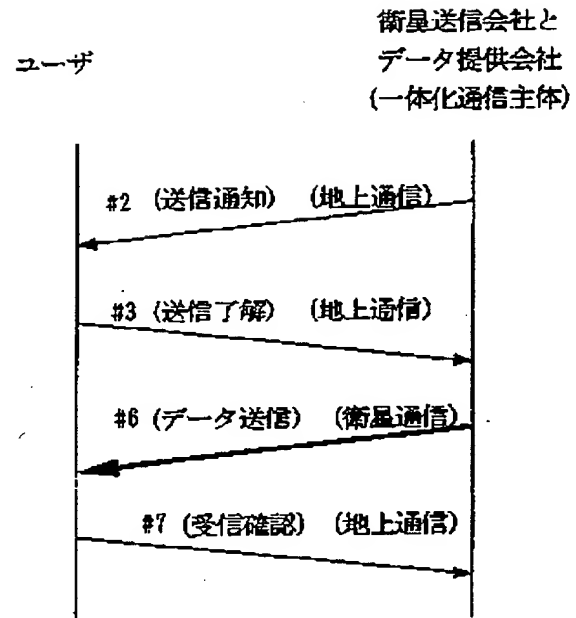 ユーザ
衛星送信会社と
データ提供会社
(一体化通信主体)
#2 (送信通知) (地上通信)
#3 (送信了解) (地上通信)
#6 (データ送信) (衛星通信)
#7 (受信確認) (地上通信)